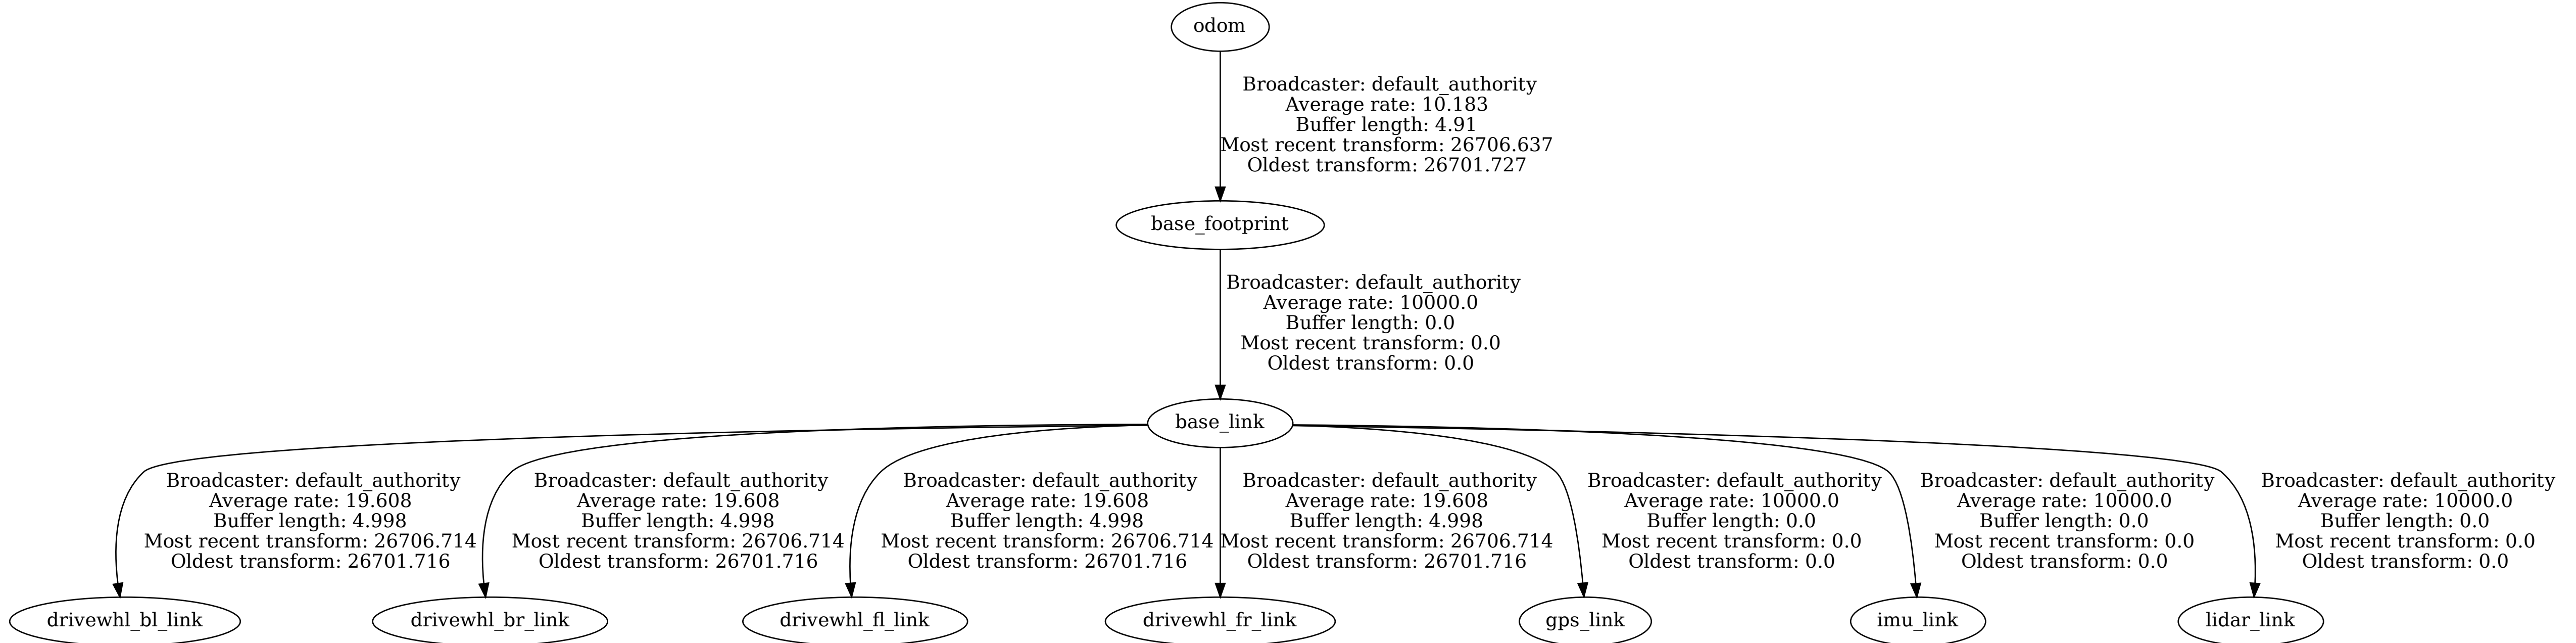 odom
Broadcaster: default_authority
Average rate: 10.183
Buffer length: 4.91
Most recent transform: 26706.637
Oldest transform: 26701.727
base_footprint
Broadcaster: default_authority
Average rate: 10000.0
Buffer length: 0.0
Most recent transform: 0.0
Oldest transform: 0.0
base_link
Broadcaster: default_authority
Average rate: 19.608
Buffer length: 4.998
Most recent transform: 26706.714
Oldest transform: 26701.716
Broadcaster: default_authority
Average rate: 19.608
Buffer length: 4.998
Most recent transform: 26706.714
Oldest transform: 26701.716
Broadcaster: default_authority
Average rate: 19.608
Buffer length: 4.998
Most recent transform: 26706.714
Oldest transform: 26701.716
Broadcaster: default_authority
Average rate: 19.608
Buffer length: 4.998
Most recent transform: 26706.714
Oldest transform: 26701.716
Broadcaster: default_authority
Average rate: 10000.0
Buffer length: 0.0
Most recent transform: 0.0
Oldest transform: 0.0
Broadcaster: default_authority
Average rate: 10000.0
Buffer length: 0.0
Most recent transform: 0.0
Oldest transform: 0.0
Broadcaster: default_authority
Average rate: 10000.0
Buffer length: 0.0
Most recent transform: 0.0
Oldest transform: 0.0
drivewhl_bl_link
drivewhl_br_link
drivewhl_fl_link
drivewhl_fr_link
gps_link
imu_link
lidar_link